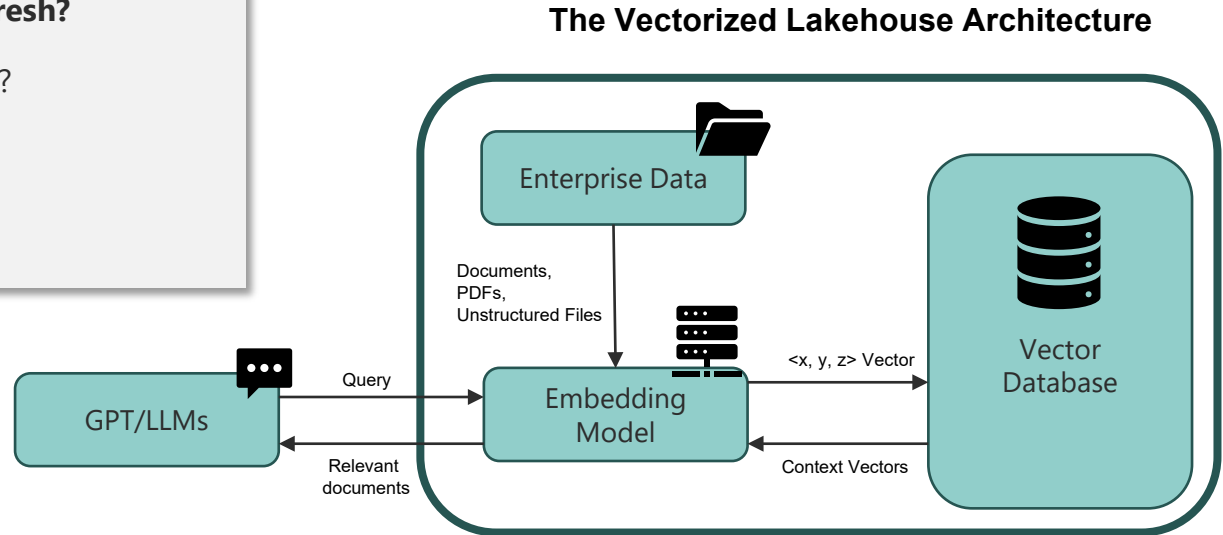 resh?
?
The Vectorized Lakehouse Architecture
Enterprise Data
Documents,
PDFs,
Unstructured Files
GPT/LLMs
Query
Relevant
documents
Embedding
Model
<x, y, z> Vector
Context Vectors
Vector
Database